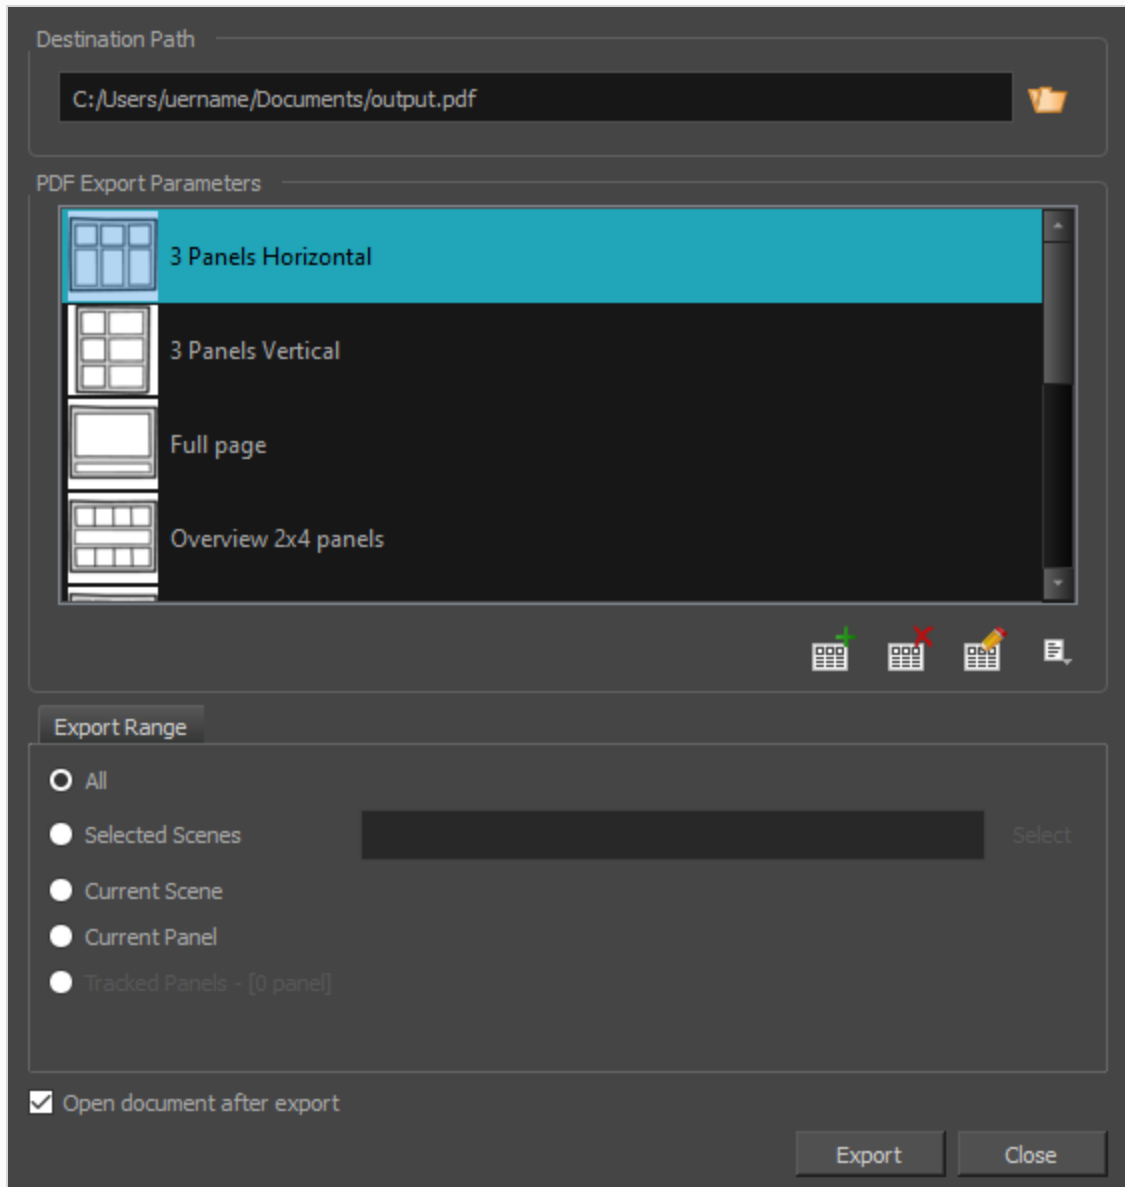 Destination Path
C:/Users/uername/Documents/output.pdf
PDF Export Parameters
3 Panels Horizontal
3 Panels Vertical
Full page
Overview 2x4 panels
Export Range
All
Selected Scenes
Select
Current Scene
Current Panel
Tracked Panels - [0 panel]
Open document after export
Export
Close